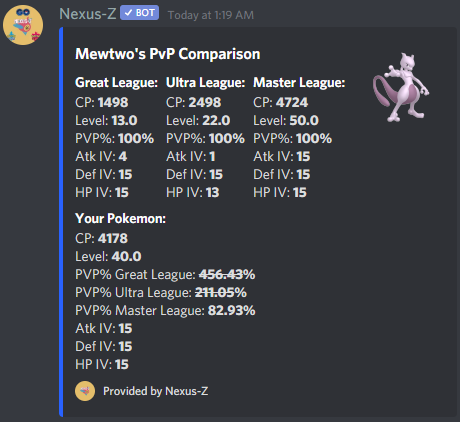 Nexus-Z ✓ BOT Today at 1:19 AM
Mewtwo's PvP Comparison
Great League: Ultra League: Master League:
CP: 1498 CP: 2498 CP: 4724
Level: 13.0 Level: 22.0 Level: 50.0
PVP%: 100% PVP%: 100% PVP%: 100%
Atk IV: 4 Atk IV: 1 Atk IV: 15
Def IV: 15 Def IV: 15 Def IV: 15
HP IV: 15 HP IV: 13 HP IV: 15
Your Pokemon:
CP: 4178
Level: 40.0
PVP% Great League: 456.43%
PVP% Ultra League: 211.05%
PVP% Master League: 82.93%
Atk IV: 15
Def IV: 15
HP IV: 15
Provided by Nexus-Z